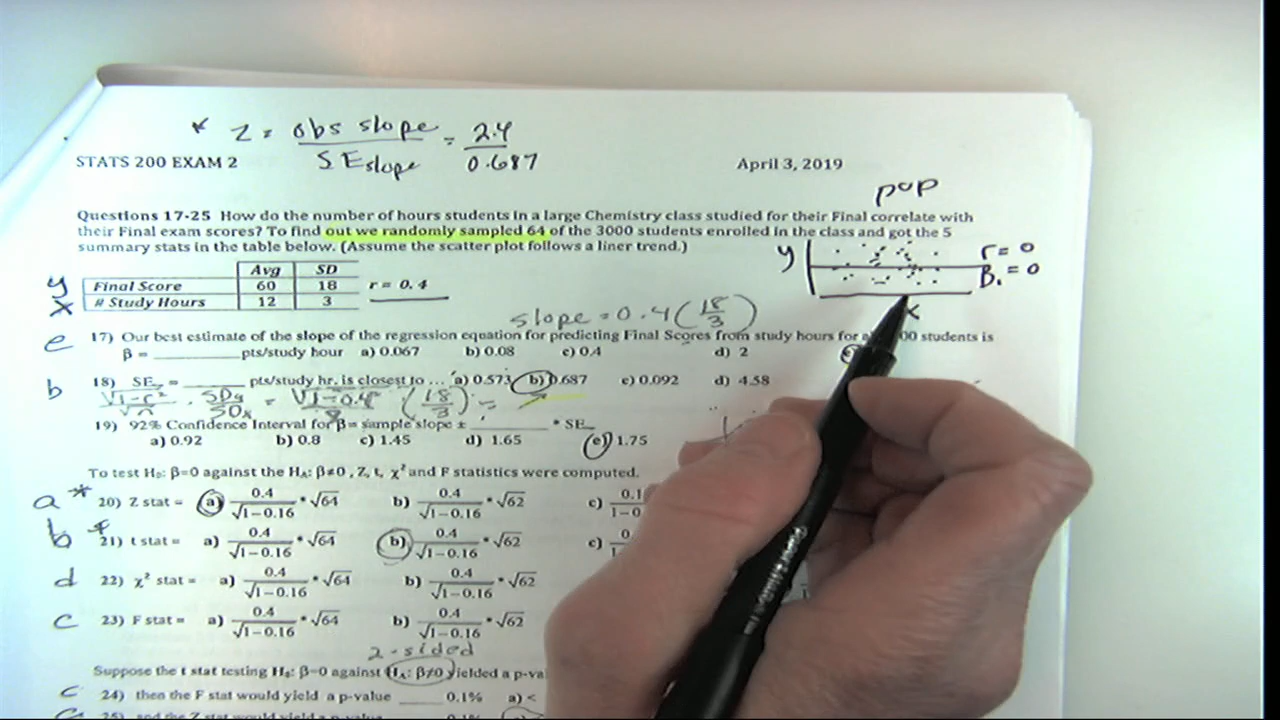 * Z = obs slope / SE slope = 2.4 / 0.687
STATS 200 EXAM 2 April 3, 2019
pop
Questions 17-25 How do the number of hours students in a large Chemistry class studied for their Final correlate with
their Final exam scores? To find out we randomly sampled 64 of the 3000 students enrolled in the class and got the 5
summary stats in the table below. (Assume the scatter plot follows a liner trend.)
y r = 0
B₁ = 0
x
Avg SD
y Final Score 60 18 r = 0.4
x # Study Hours 12 3
slope = 0.4 (18/3)
e 17) Our best estimate of the slope of the regression equation for predicting Final Scores from study hours for students is
β = ________ pts/study hour a) 0.067 b) 0.08 c) 0.4 d) 2
b 18) SE = ______ pts/study hr. is closest to … a) 0.573 b) 0.687 c) 0.092 d) 4.58
√1-r² / √n · SDy / SDx = √1-0.4² / 8 (18/3) =
19) 92% Confidence Interval for β = sample slope ± ________ * SE
a) 0.92 b) 0.8 c) 1.45 d) 1.65 e) 1.75
To test H₀: β=0 against the HA: β≠0 , Z, t, χ² and F statistics were computed.
a * 20) Z stat = a) 0.4/√1−0.16 * √64 b) 0.4/√1−0.16 * √62 c)
b * 21) t stat = a) 0.4/√1−0.16 * √64 b) 0.4/√1−0.16 * √62 c)
d 22) χ² stat = a) 0.4/√1−0.16 * √64 b) 0.4/√1−0.16 * √62
c 23) F stat = a) 0.4/√1−0.16 * √64 b) 0.4/√1−0.16 * √62
2-sided
Suppose the t stat testing H₀: β=0 against HA: β≠0 yielded a p-va
c 24) then the F stat would yield a p-value ____ 0.1% a) <